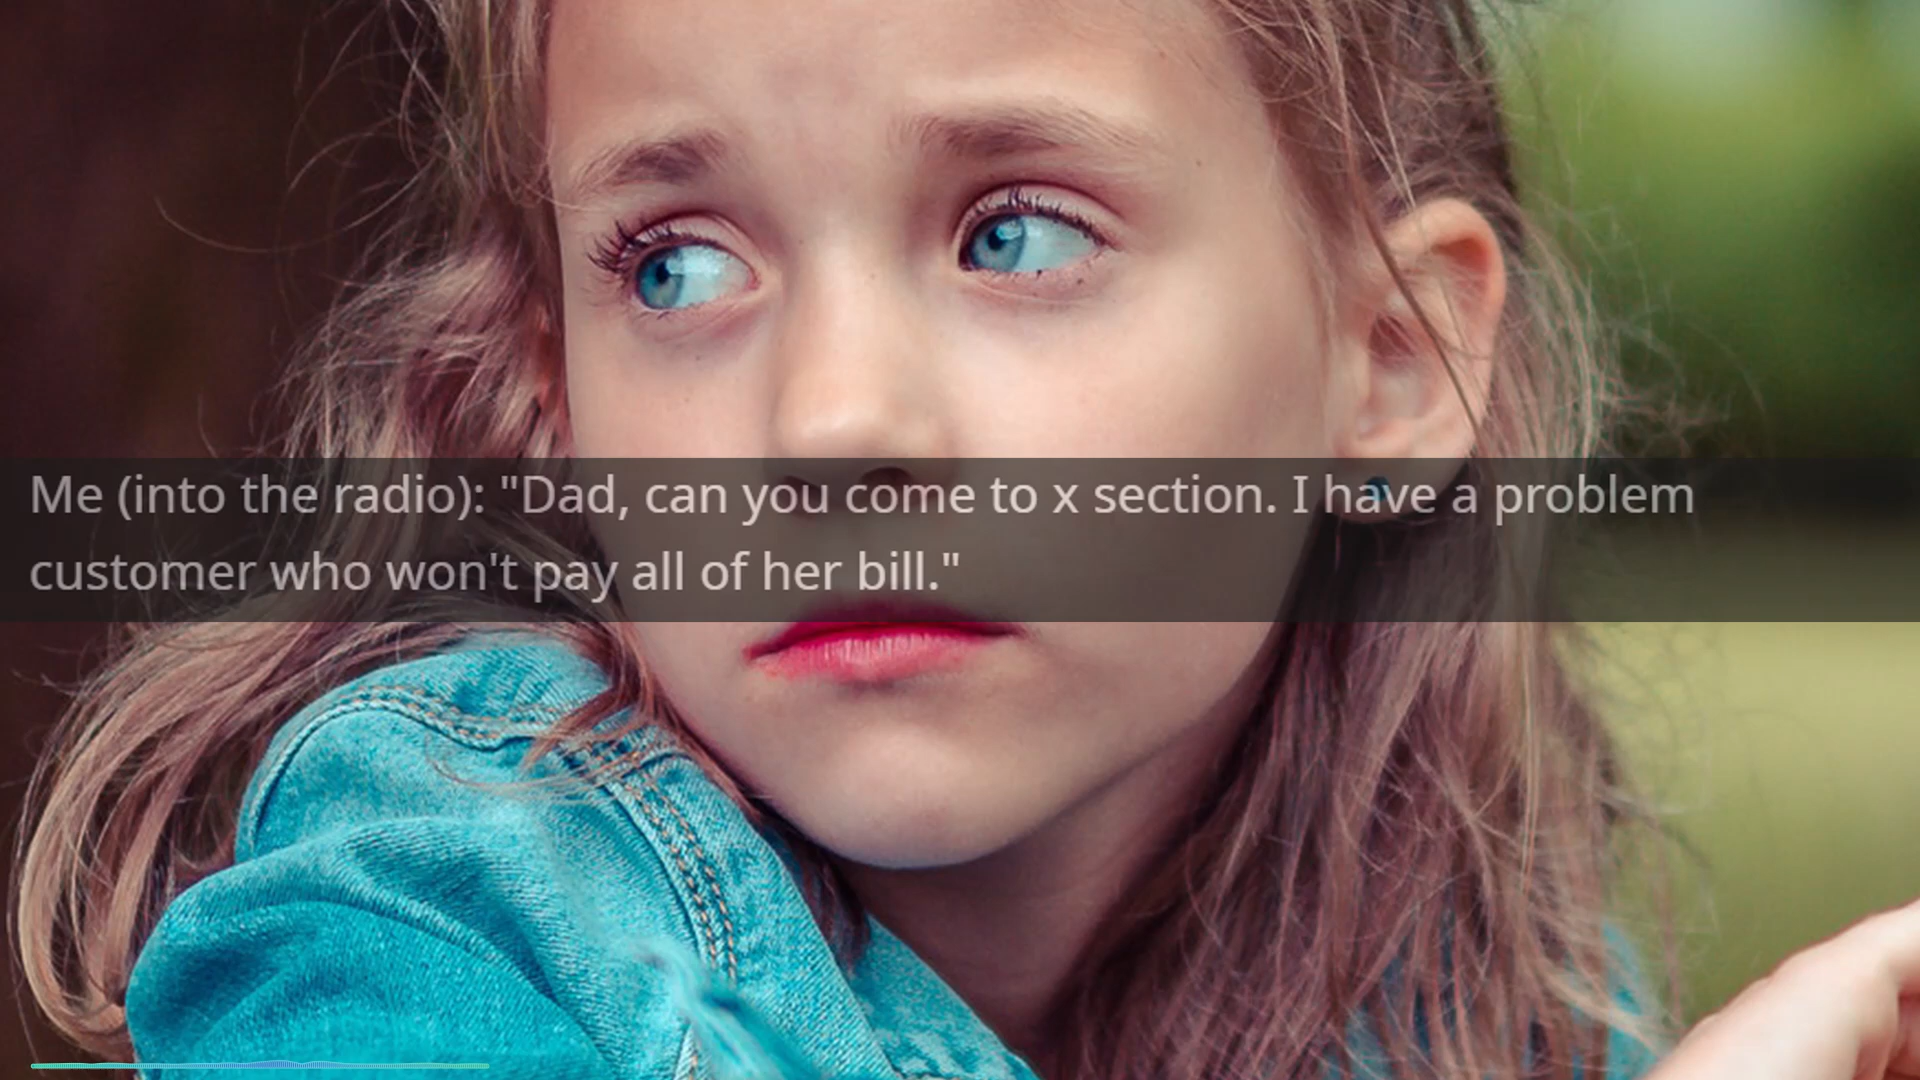 Me (into the radio): "Dad, can you come to x section. I have a problem
customer who won't pay all of her bill."